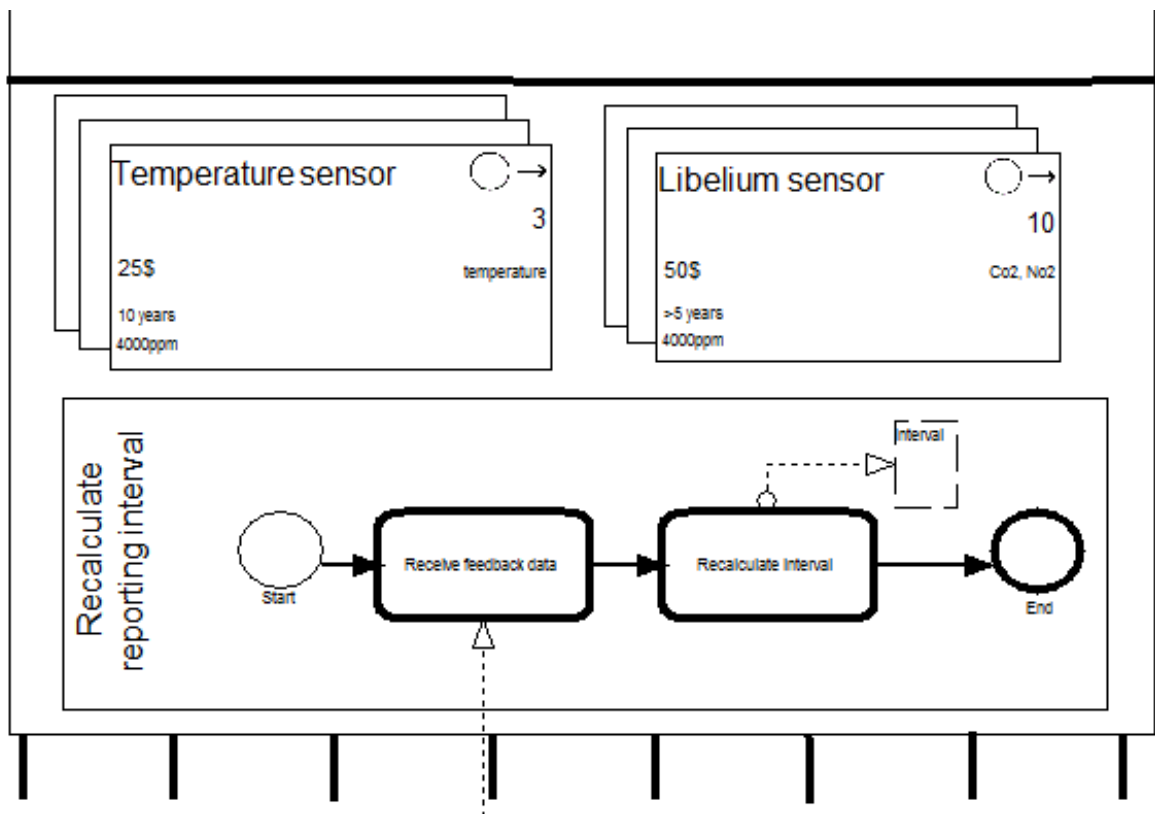 Temperature sensor
3
25$
temperature
10 years
4000ppm
Libelium sensor
10
50$
Co2, No2
>5 years
4000ppm
Recalculate
reporting interval
Start
Receive feedback data
Recalculate interval
Interval
End